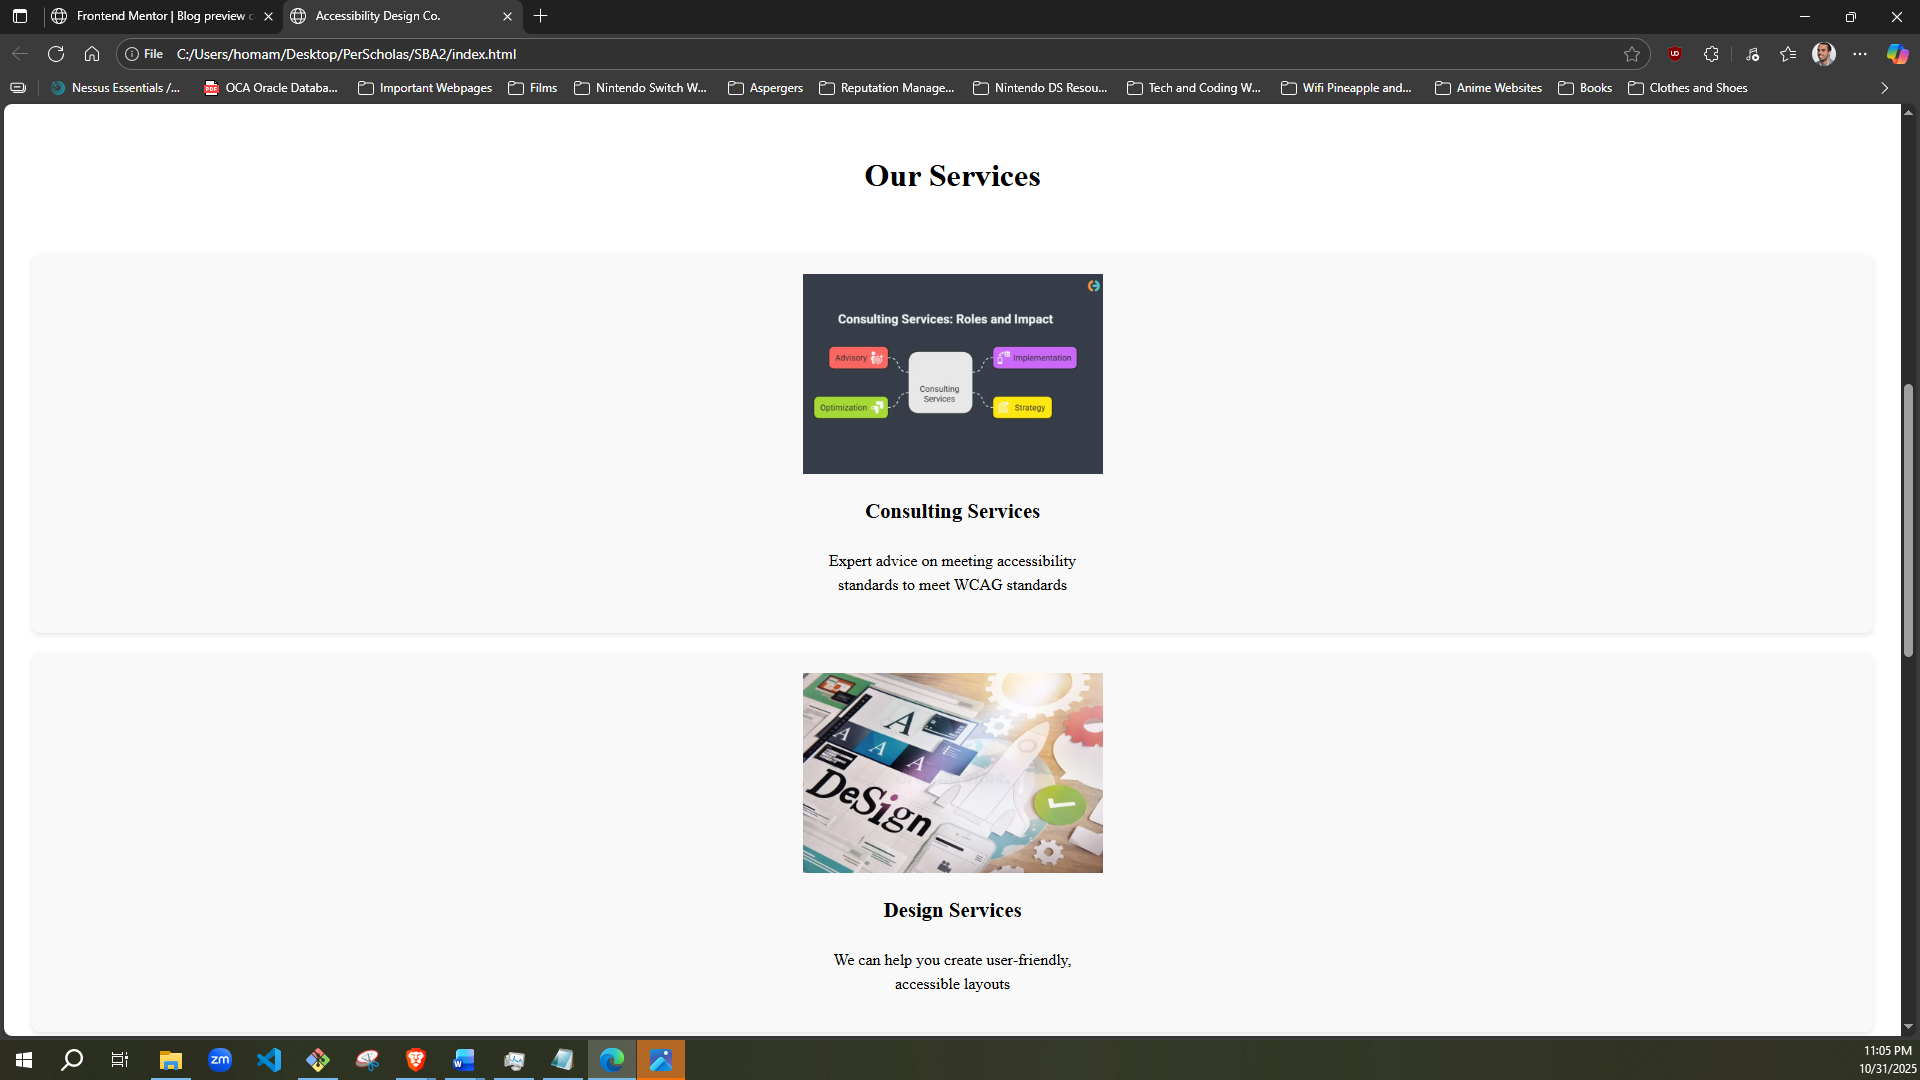 Frontend Mentor | Blog preview c
Accessibility Design Co.
File
C:/Users/homam/Desktop/PerScholas/SBA2/index.html
Nessus Essentials /...
OCA Oracle Databa...
Important Webpages
Films
Nintendo Switch W...
Aspergers
Reputation Manage...
Nintendo DS Resou...
Tech and Coding W...
Wifi Pineapple and...
Anime Websites
Books
Clothes and Shoes
Our Services
Consulting Services: Roles and Impact
Advisory
Implementation
Consulting
Services
Optimization
Strategy
Consulting Services
Expert advice on meeting accessibility
standards to meet WCAG standards
A
A
A
A
DeSign
Design Services
We can help you create user-friendly,
accessible layouts
zm
W
11:05 PM
10/31/2025